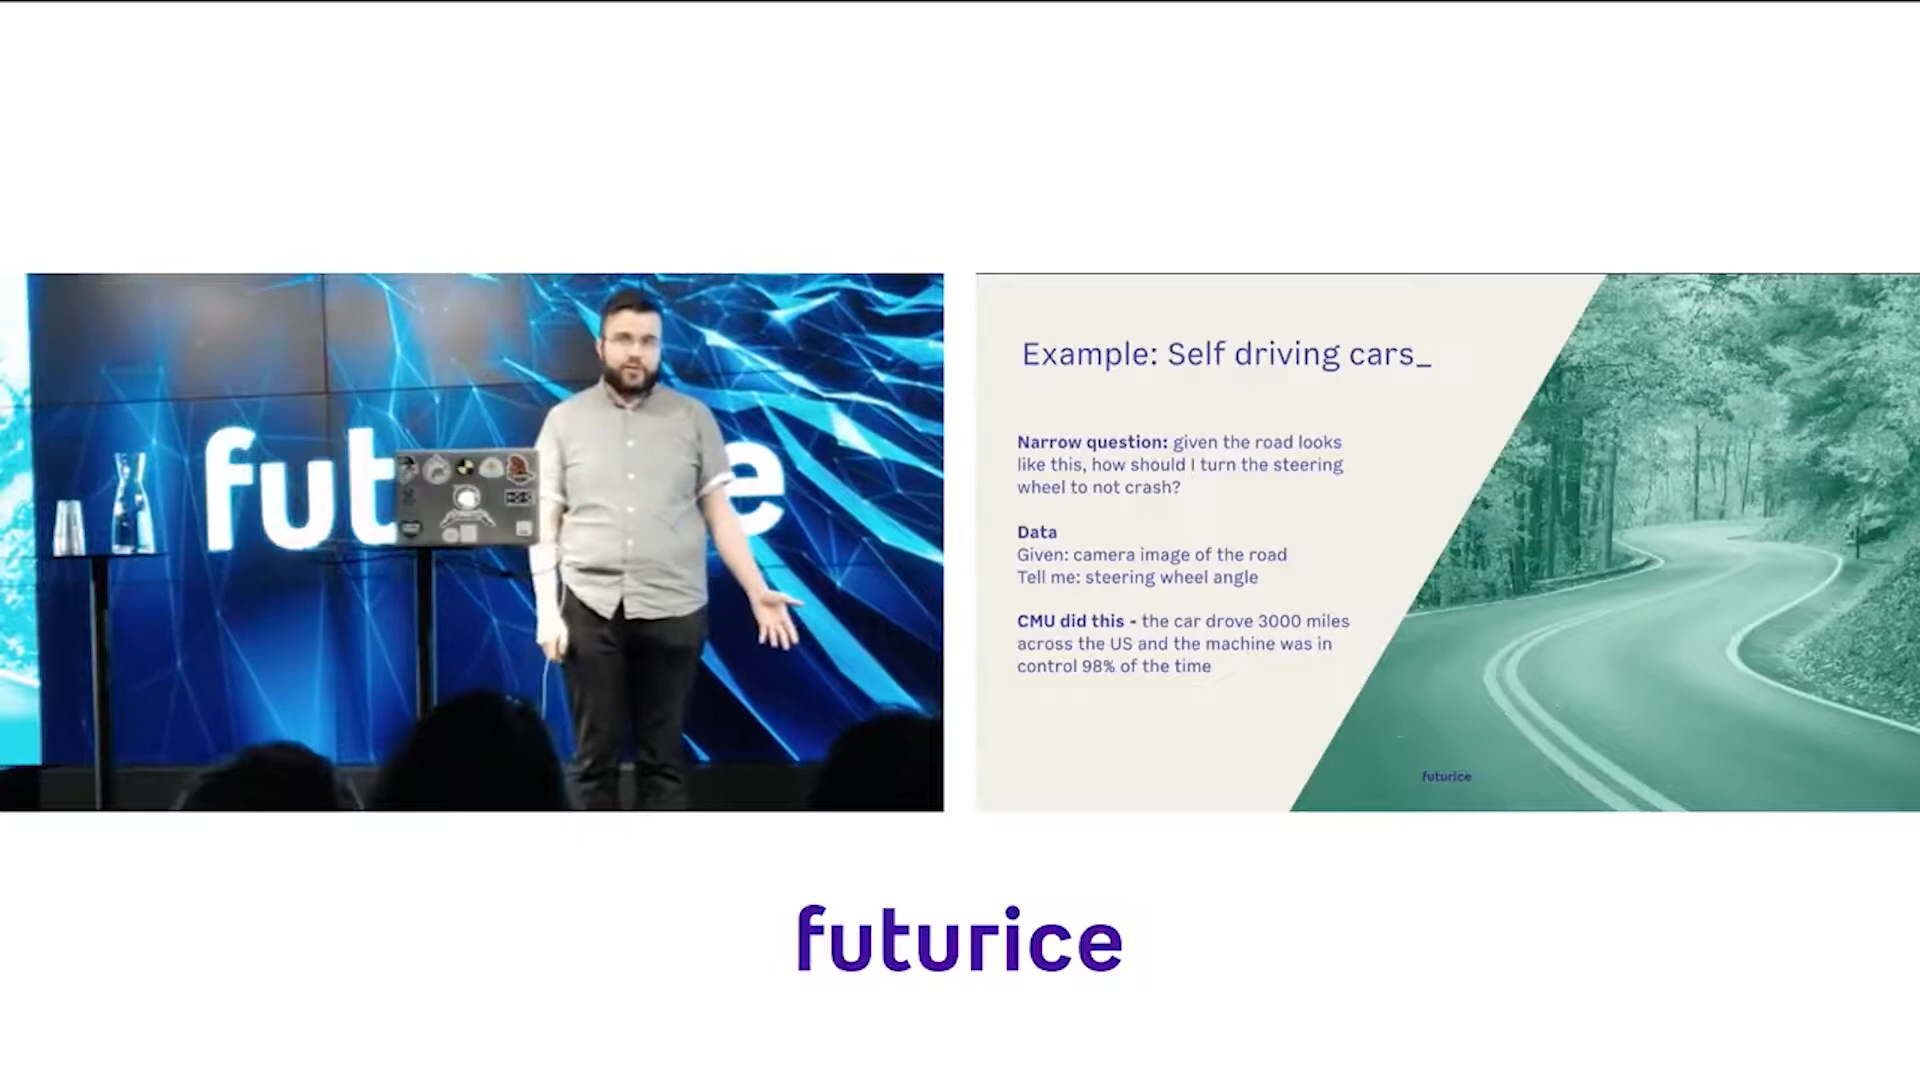 fut e
Example: Self driving cars_
Narrow question: given the road looks
like this, how should I turn the steering
wheel to not crash?
Data
Given: camera image of the road
Tell me: steering wheel angle
CMU did this - the car drove 3000 miles
across the US and the machine was in
control 98% of the time
futurice
futurice